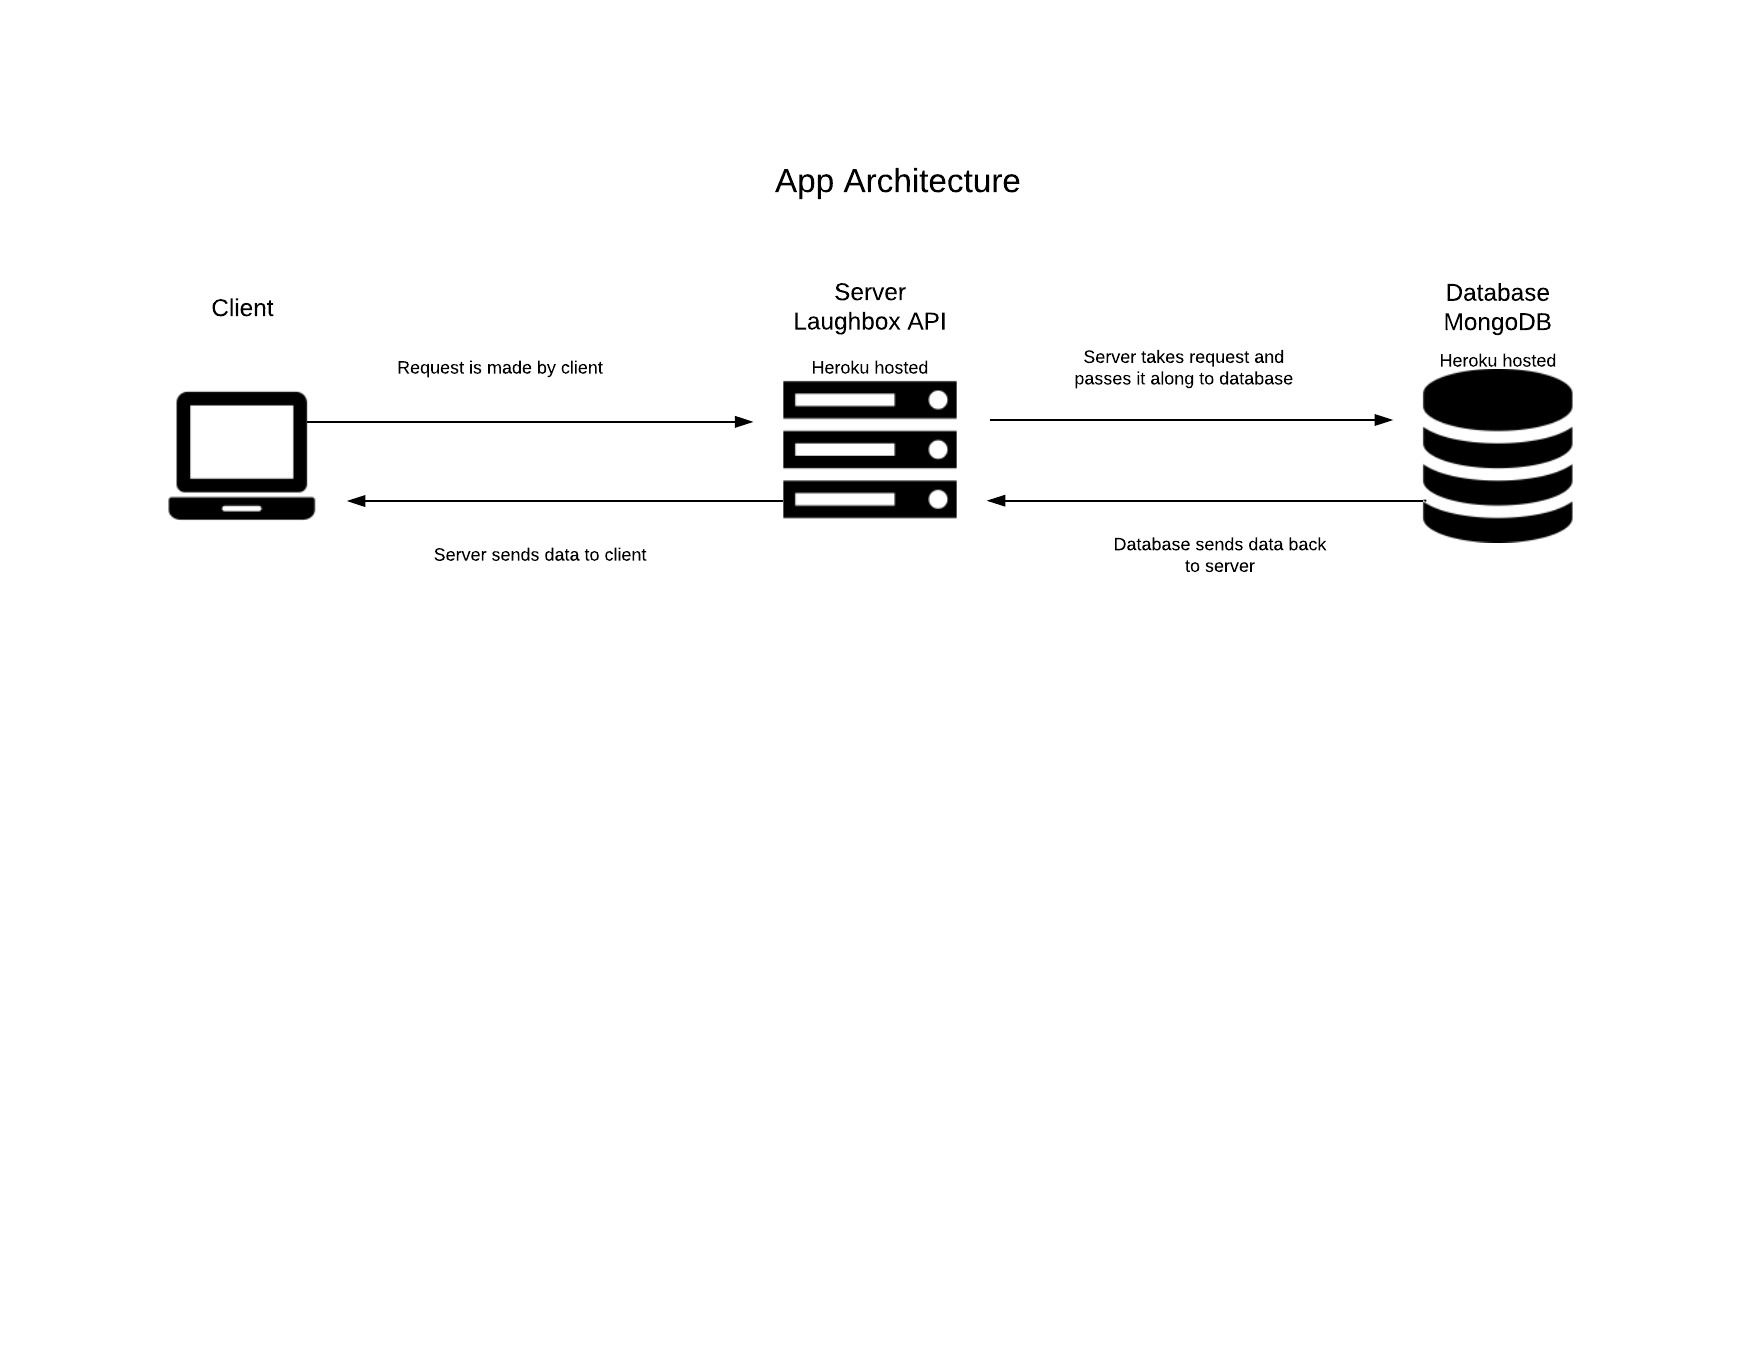 App Architecture
Client
Server
Laughbox API
Heroku hosted
Database
MongoDB
Heroku hosted
Request is made by client
Server takes request and
passes it along to database
Server sends data to client
Database sends data back
to server